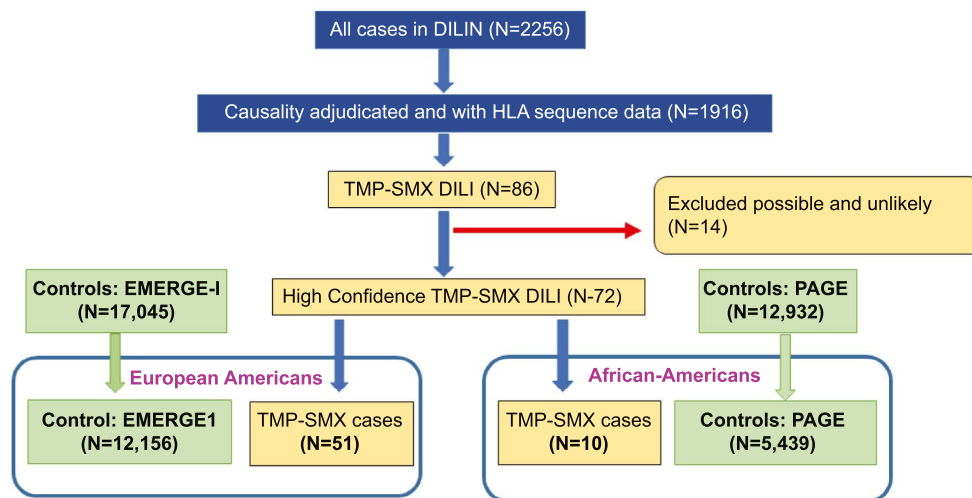 All cases in DILIN (N=2256)
Causality adjudicated and with HLA sequence data (N=1916)
TMP-SMX DILI (N=86)
Excluded possible and unlikely
(N=14)
Controls: EMERGE-I
(N=17,045)
High Confidence TMP-SMX DILI (N-72)
Controls: PAGE
(N=12,932)
European Americans
African-Americans
Control: EMERGE1
(N=12,156)
TMP-SMX cases
(N=51)
TMP-SMX cases
(N=10)
Controls: PAGE
(N=5,439)